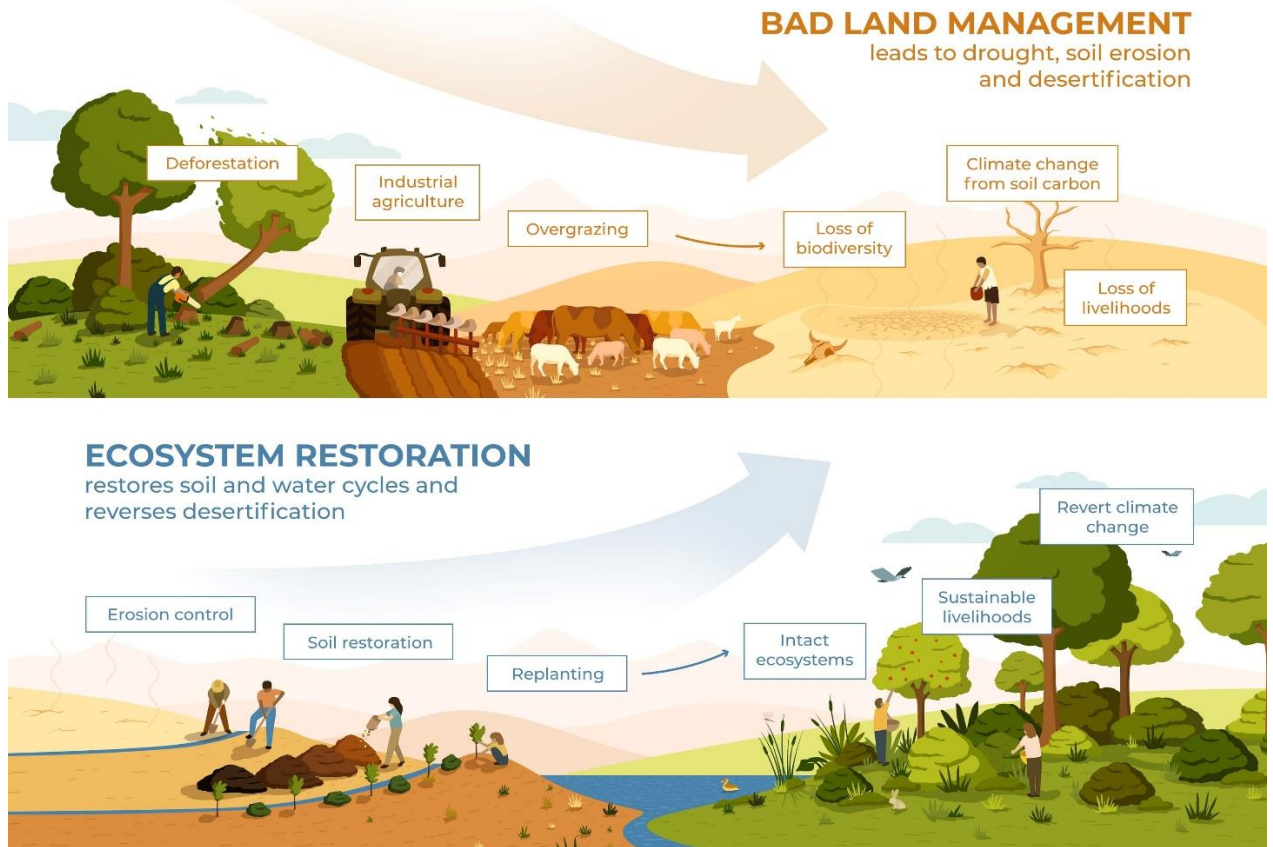 BAD LAND MANAGEMENT
leads to drought, soil erosion
and desertification
Deforestation
Industrial
agriculture
Overgrazing
Loss of
biodiversity
Climate change
from soil carbon
Loss of
livelihoods
ECOSYSTEM RESTORATION
restores soil and water cycles and
reverses desertification
Erosion control
Soil restoration
Replanting
Intact
ecosystems
Sustainable
livelihoods
Revert climate
change